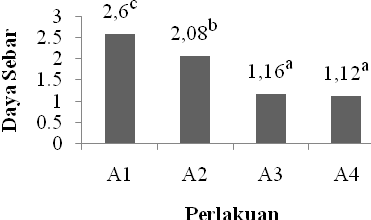 Daya Sebar
3
2.5
2
1.5
1
0.5
0
2,6c
2,08b
1,16a
1,12a
A1 A2 A3 A4
Perlakuan